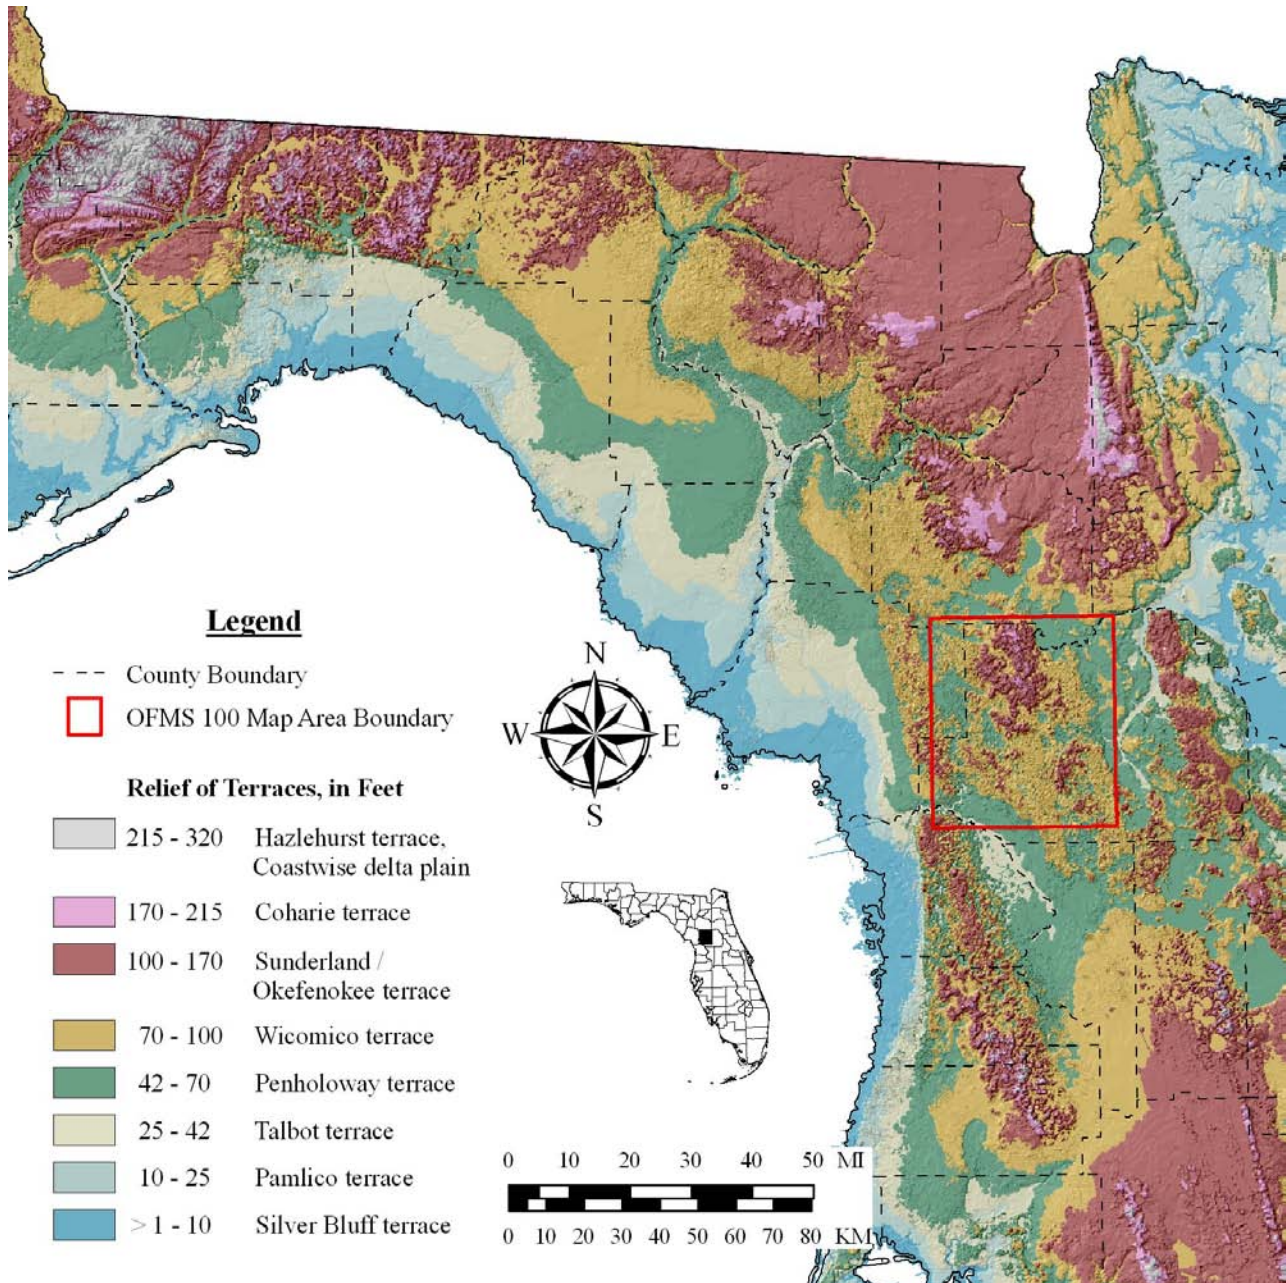 Legend
County Boundary
OFMS 100 Map Area Boundary
N
W E
S
Relief of Terraces, in Feet
215 - 320 Hazlehurst terrace,
Coastwise delta plain
170 - 215 Coharie terrace
100 - 170 Sunderland /
Okefenokee terrace
70 - 100 Wicomico terrace
42 - 70 Penholoway terrace
25 - 42 Talbot terrace
10 - 25 Pamlico terrace
> 1 - 10 Silver Bluff terrace
0 10 20 30 40 50 MI
0 10 20 30 40 50 60 70 80 KM